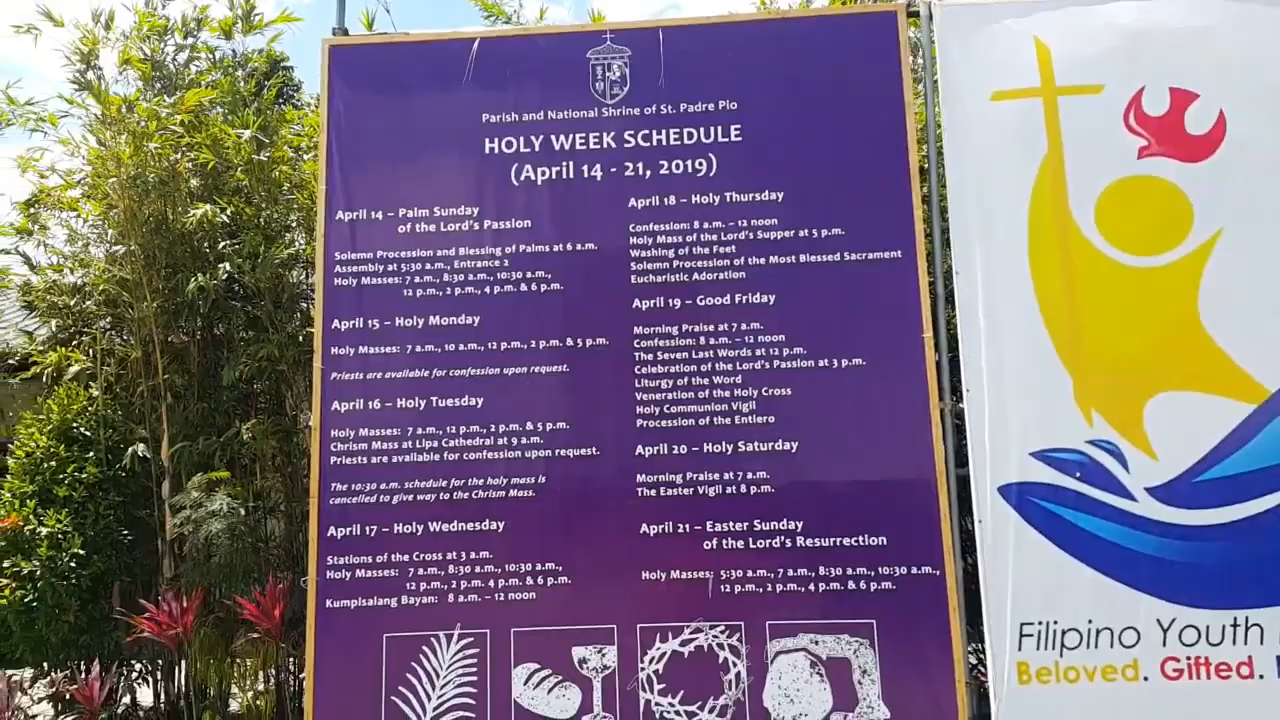 Parish and National Shrine of St. Padre Pio
HOLY WEEK SCHEDULE
(April 14 - 21, 2019)
April 14 – Palm Sunday
of the Lord's Passion
Solemn Procession and Blessing of Palms at 6 a.m.
Assembly at 5:30 a.m., Entrance 2
Holy Masses: 7 a.m., 8:30 a.m., 10:30 a.m.,
12 p.m., 2 p.m., 4 p.m. & 6 p.m.
April 15 – Holy Monday
Holy Masses: 7 a.m., 10 a.m., 12 p.m., 2 p.m. & 5 p.m.
Priests are available for confession upon request.
April 16 – Holy Tuesday
Holy Masses: 7 a.m., 12 p.m., 2 p.m. & 5 p.m.
Chrism Mass at Lipa Cathedral at 9 a.m.
Priests are available for confession upon request.
The 10:30 a.m. schedule for the holy mass is
cancelled to give way to the Chrism Mass.
April 17 – Holy Wednesday
Stations of the Cross at 3 a.m.
Holy Masses: 7 a.m., 8:30 a.m., 10:30 a.m.,
12 p.m., 2 p.m. 4 p.m. & 6 p.m.
Kumpisalang Bayan: 8 a.m. – 12 noon
April 18 – Holy Thursday
Confession: 8 a.m. – 12 noon
Holy Mass of the Lord's Supper at 5 p.m.
Washing of the Feet
Solemn Procession of the Most Blessed Sacrament
Eucharistic Adoration
April 19 – Good Friday
Morning Praise at 7 a.m.
Confession: 8 a.m. – 12 noon
The Seven Last Words at 12 p.m.
Celebration of the Lord's Passion at 3 p.m.
Liturgy of the Word
Veneration of the Holy Cross
Holy Communion Vigil
Procession of the Entiero
April 20 – Holy Saturday
Morning Praise at 7 a.m.
The Easter Vigil at 8 p.m.
April 21 – Easter Sunday
of the Lord's Resurrection
Holy Masses: 5:30 a.m., 7 a.m., 8:30 a.m., 10:30 a.m.,
12 p.m., 2 p.m., 4 p.m. & 6 p.m.
Filipino Youth
Beloved. Gifted.